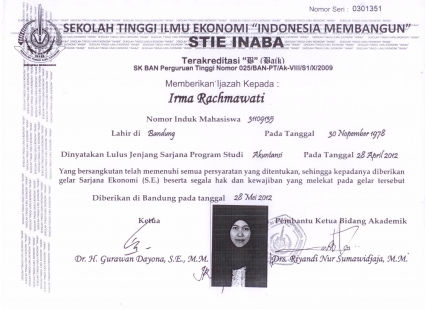 Nomor Seri : 0301351
SEKOLAH TINGGI ILMU EKONOMI "INDONESIA MEMBANGUN"
STIE INABA
Terakreditasi "B" (Baik)
SK BAN Perguruan Tinggi Nomor 025/BAN-PT/Ak-VIII/S1/X/2009
Memberikan Ijazah Kepada :
Irma Rachmawati
Nomor Induk Mahasiswa 31109135
Lahir di Bandung Pada Tanggal 30 Nopember 1978
Dinyatakan Lulus Jenjang Sarjana Program Studi Akuntansi Pada Tanggal 28 April 2012
Yang bersangkutan telah memenuhi semua persyaratan yang ditentukan, sehingga kepadanya diberikan
gelar Sarjana Ekonomi (S.E.) beserta segala hak dan kewajiban yang melekat pada gelar tersebut
Diberikan di Bandung pada tanggal 28 Mei 2012
Ketua Pembantu Ketua Bidang Akademik
Dr. H. Gurawan Dayona, S.E., M.M. Drs. Riyandi Nur Sumawidjaja, M.M.